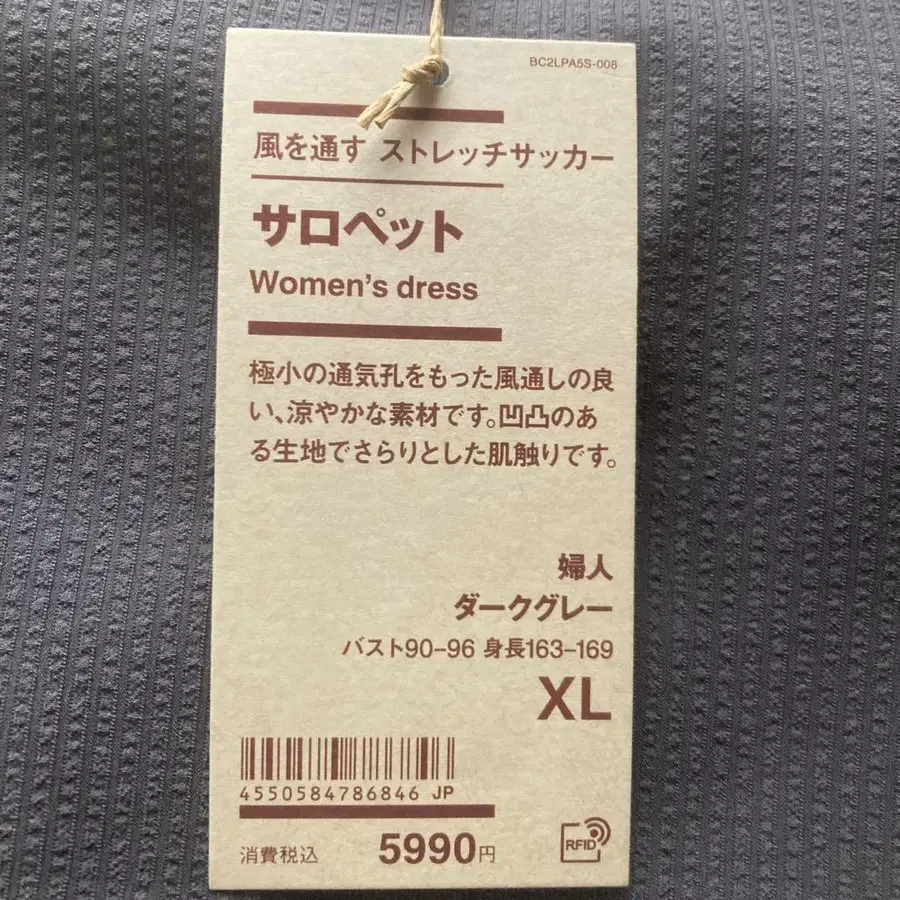 BC2LPA5S-008
風を通す ストレッチサッカー
サロペット
Women's dress
極小の通気孔をもった風通しの良
い、涼やかな素材です。凹凸のあ
る生地でさらりとした肌触りです。
婦人
ダークグレー
バスト90-96 身長163-169
XL
4550584786846 JP
消費税込 5990円
RFID